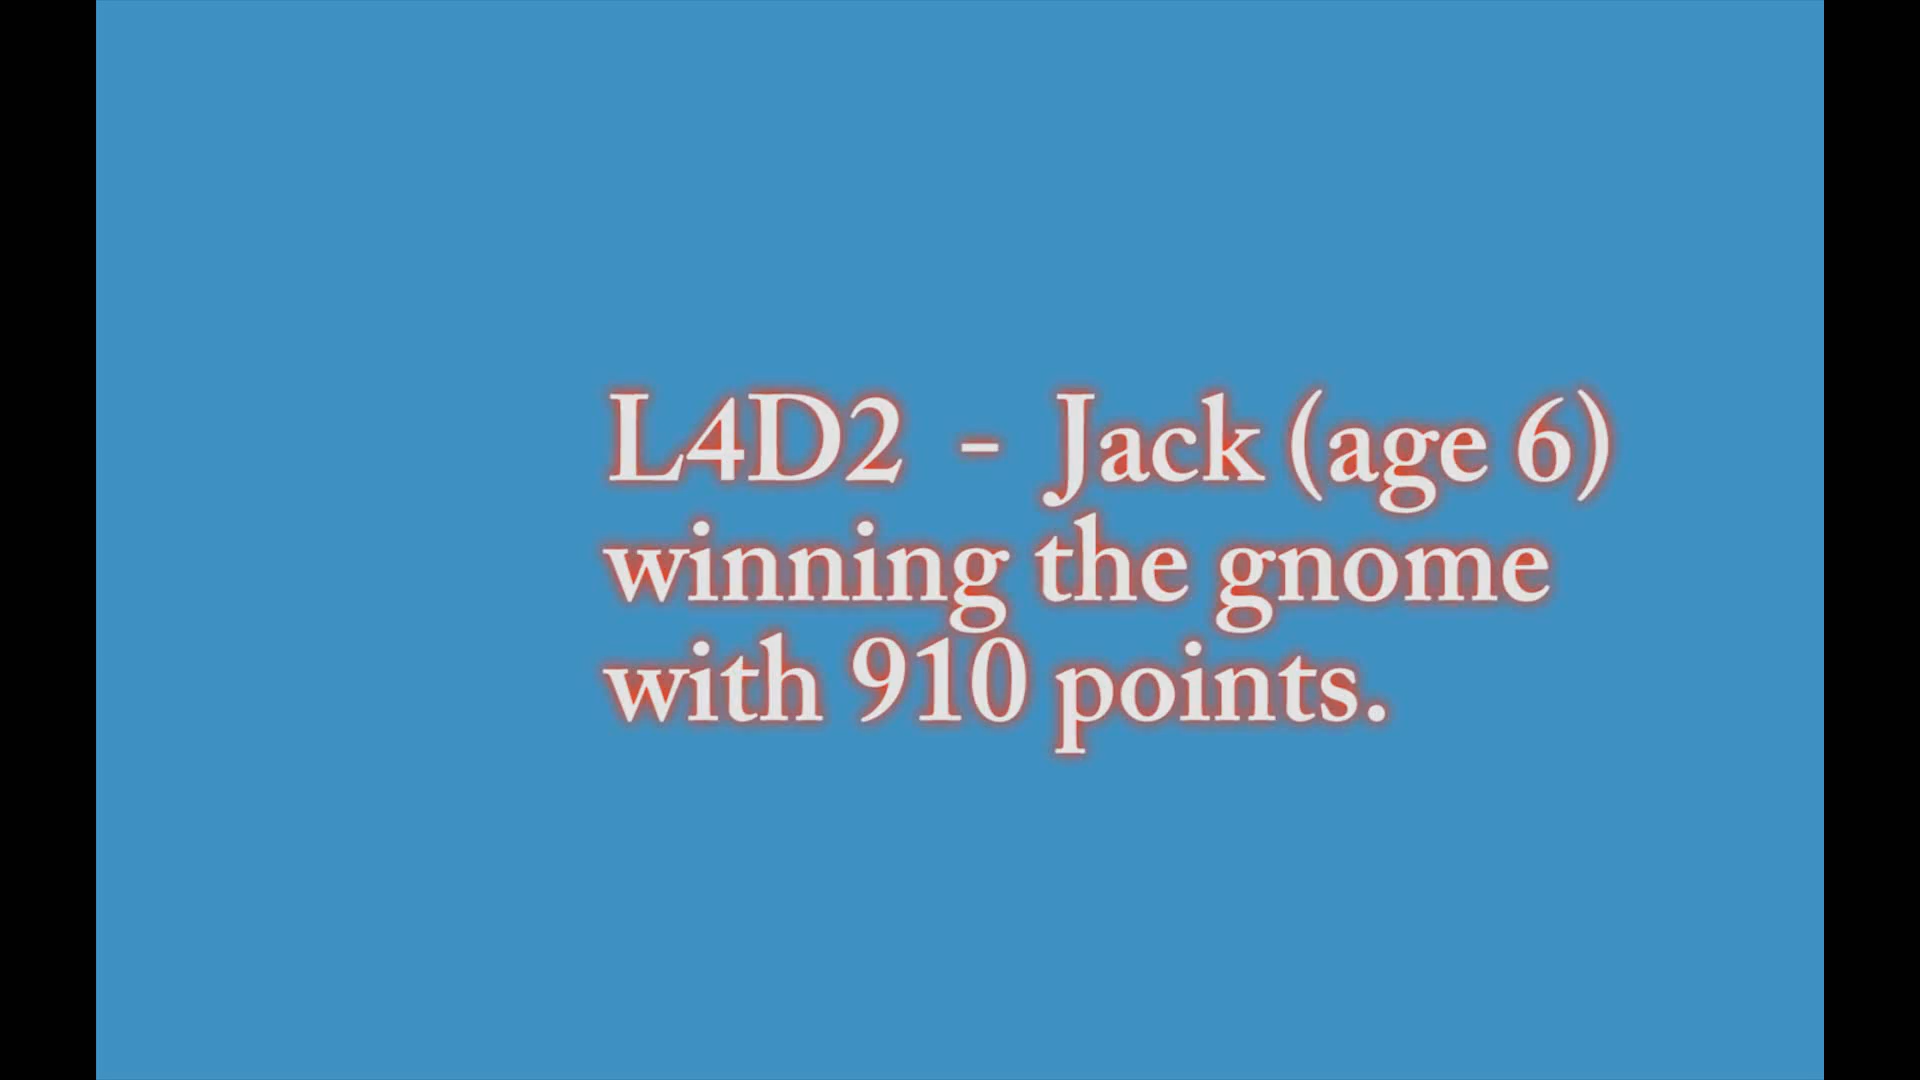 L4D2 - Jack (age 6)
winning the gnome
with 910 points.